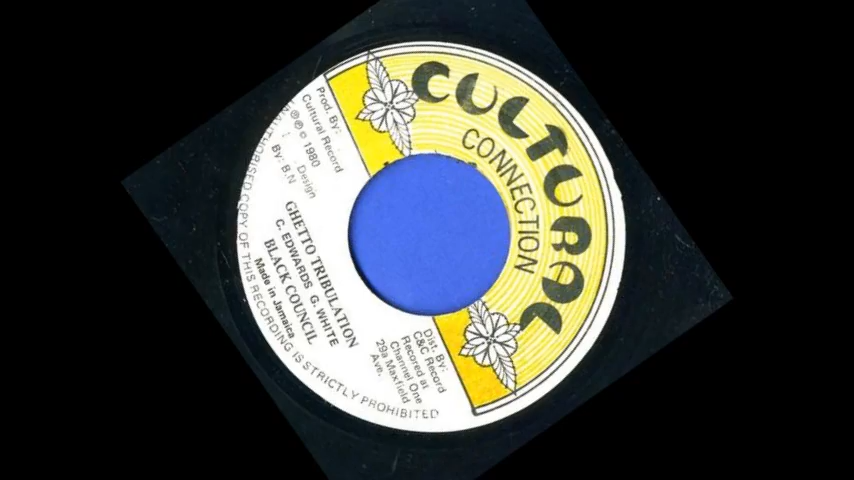 CULTURAL
CONNECTION
Prod. By:
Cultural Record
℗ © 1980
Design
By: B.N
GHETTO TRIBULATION
C. EDWARDS G. WHITE
BLACK COUNCIL
Made in Jamaica
Dist. By:
C&C Record
Recored at
Channel One
29a Maxfield
Ave.
COPY OF THIS RECORDING IS STRICTLY PROHIBITED